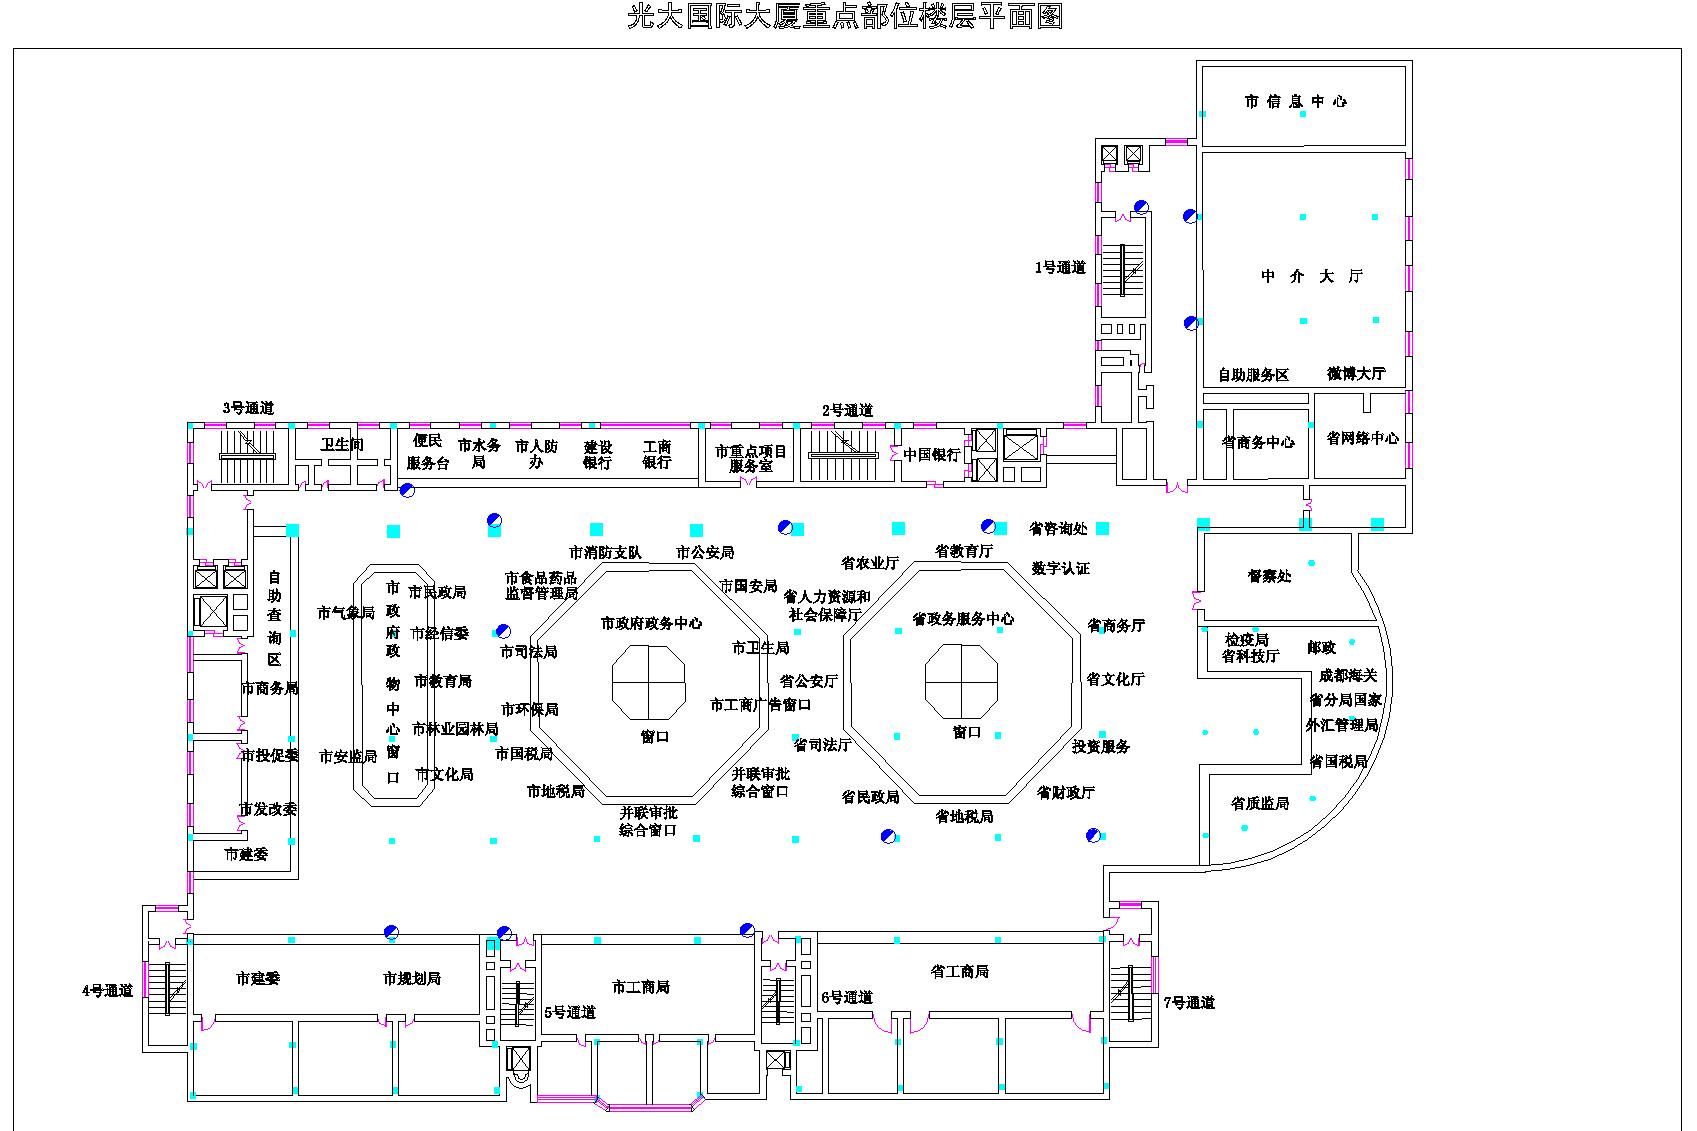 光大国际大厦重点部位楼层平面图
市信息中心
1号通道
中介大厅
自助服务区
微博大厅
3号通道
2号通道
卫生间
便民
服务台
市水务
局
市人防
办
建设
银行
工商
银行
市重点项目
服务室
中国银行
省商务中心
省网络中心
省咨询处
市消防支队
市公安局
省农业厅
省教育厅
数字认证
督察处
自助查询区
市气象局
市政府政物中心窗口
市民政局
市食品药品
监督管理局
市国安局
省人力资源和
社会保障厅
市政府政务中心
省政务服务中心
省商务厅
市经信委
市司法局
市卫生局
检疫局
省科技厅
邮政
市商务局
市教育局
省公安厅
省文化厅
成都海关
省分局国家
外汇管理局
市环保局
市工商广告窗口
市林业园林局
窗口
窗口
市投促委
市安监局
市国税局
省司法厅
投资服务
省国税局
市文化局
并联审批
综合窗口
市发改委
市地税局
省民政局
省财政厅
省质监局
并联审批
综合窗口
省地税局
市建委
市建委
市规划局
市工商局
省工商局
4号通道
5号通道
6号通道
7号通道